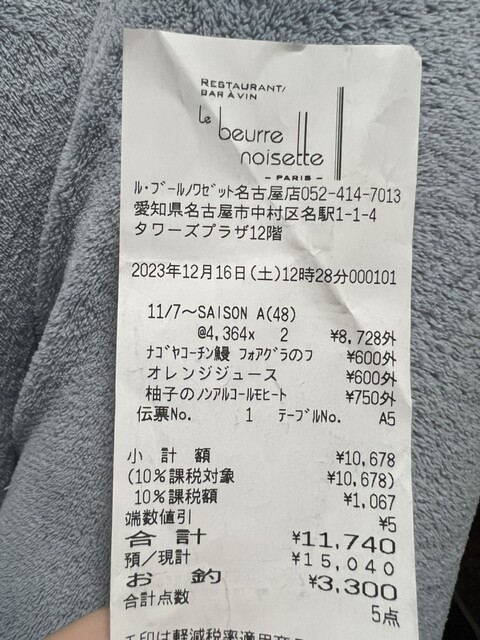 RESTAURANT/
BAR À VIN
le beurre
noisette
- PARIS -
ル・ブールノワゼット名古屋店052-414-7013
愛知県名古屋市中村区名駅1-1-4
タワーズプラザ12階
2023年12月16日(土)12時28分000101
11/7~SAISON A(48)
@4,364x 2 ¥8,728外
ナゴヤコーチン鰻 フォアグラのフ ¥600外
オレンジジュース ¥600外
柚子のノンアルコールモヒート ¥750外
伝票No. 1 テーブルNo. A5
小計額 ¥10,678
(10%課税対象 ¥10,678)
10%課税額 ¥1,067
端数値引 ¥5
合計 ¥11,740
預/現計 ¥15,040
お釣 ¥3,300
合計点数 5点